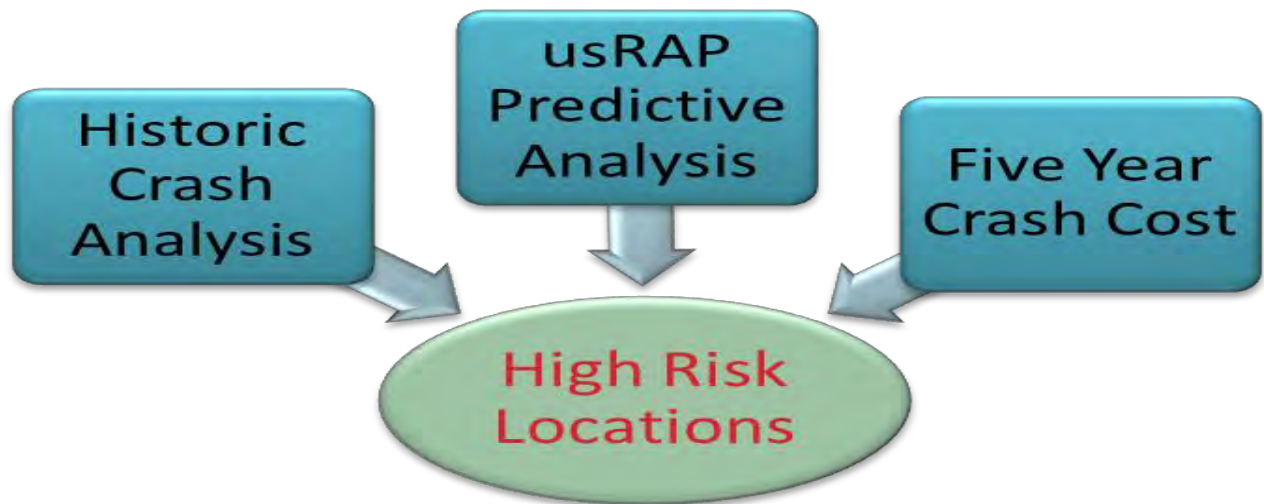 Historic
Crash
Analysis
usRAP
Predictive
Analysis
Five Year
Crash Cost
High Risk
Locations